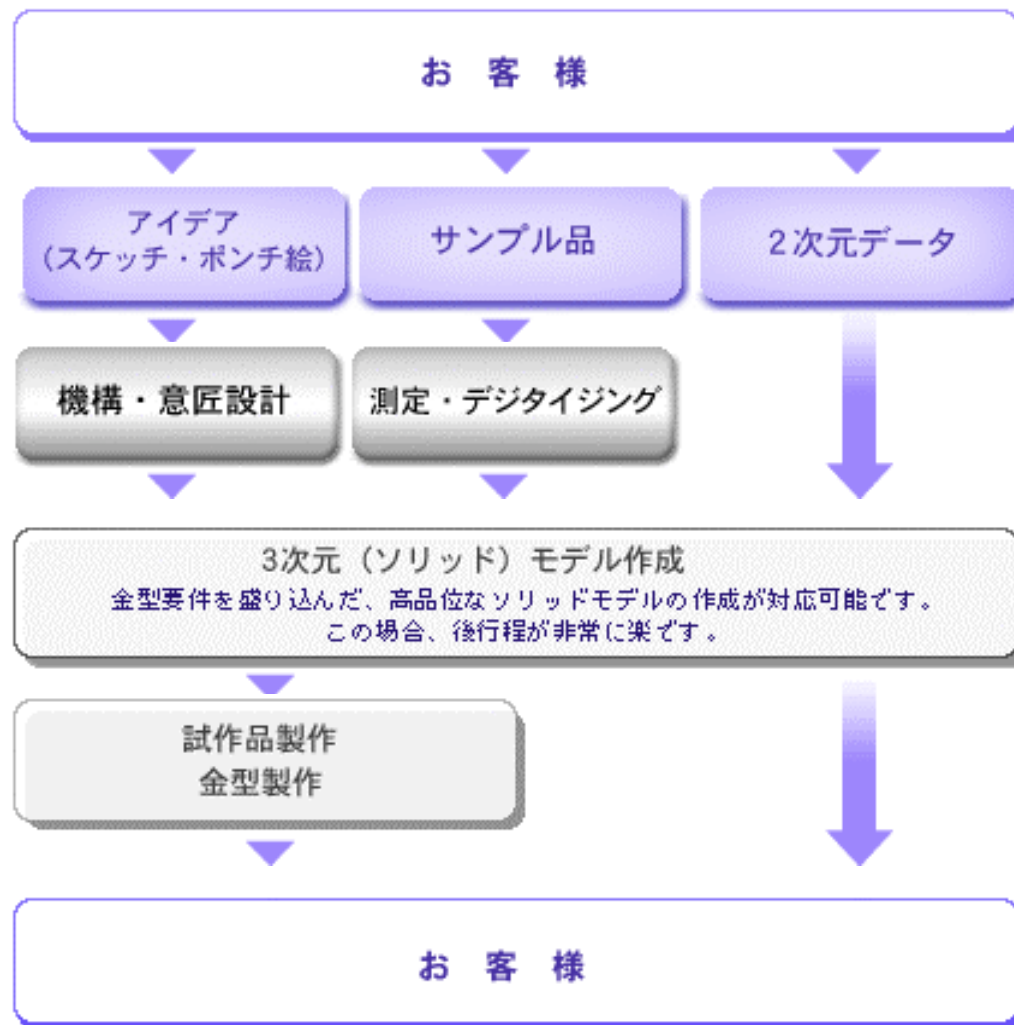 お 客 様
アイデア
(スケッチ・ポンチ絵)
サンプル品
2次元データ
機構・意匠設計
測定・デジタイジング
3次元(ソリッド)モデル作成
金型要件を盛り込んだ、高品位なソリッドモデルの作成が対応可能です。
この場合、後行程が非常に楽です。
試作品製作
金型製作
お 客 様